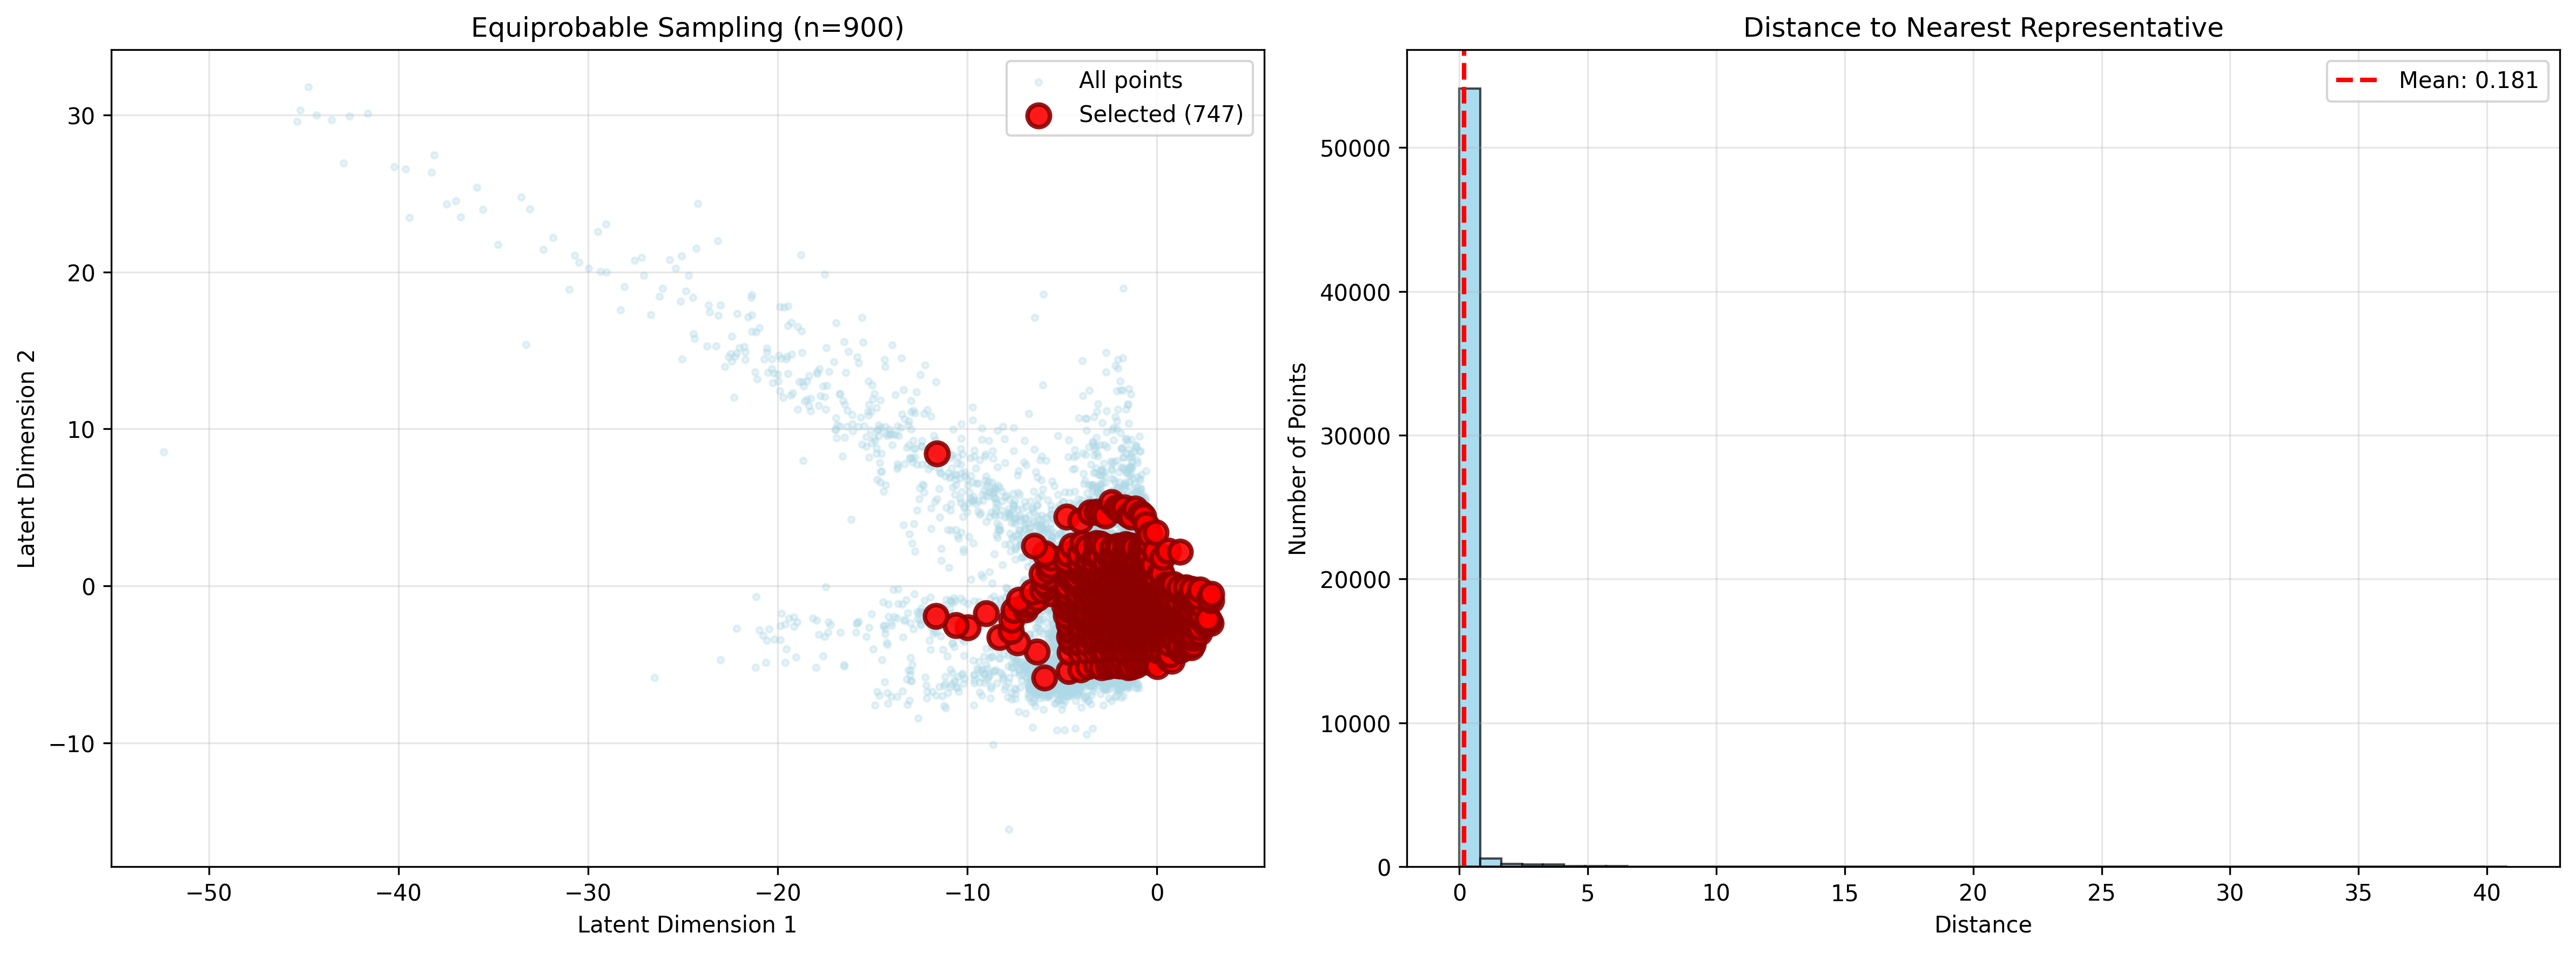 Equiprobable Sampling (n=900)
All points
Selected (747)
30
20
10
0
−10
Latent Dimension 2
−50
−40
−30
−20
−10
0
Latent Dimension 1
Distance to Nearest Representative
Mean: 0.181
50000
40000
30000
20000
10000
0
Number of Points
0
5
10
15
20
25
30
35
40
Distance